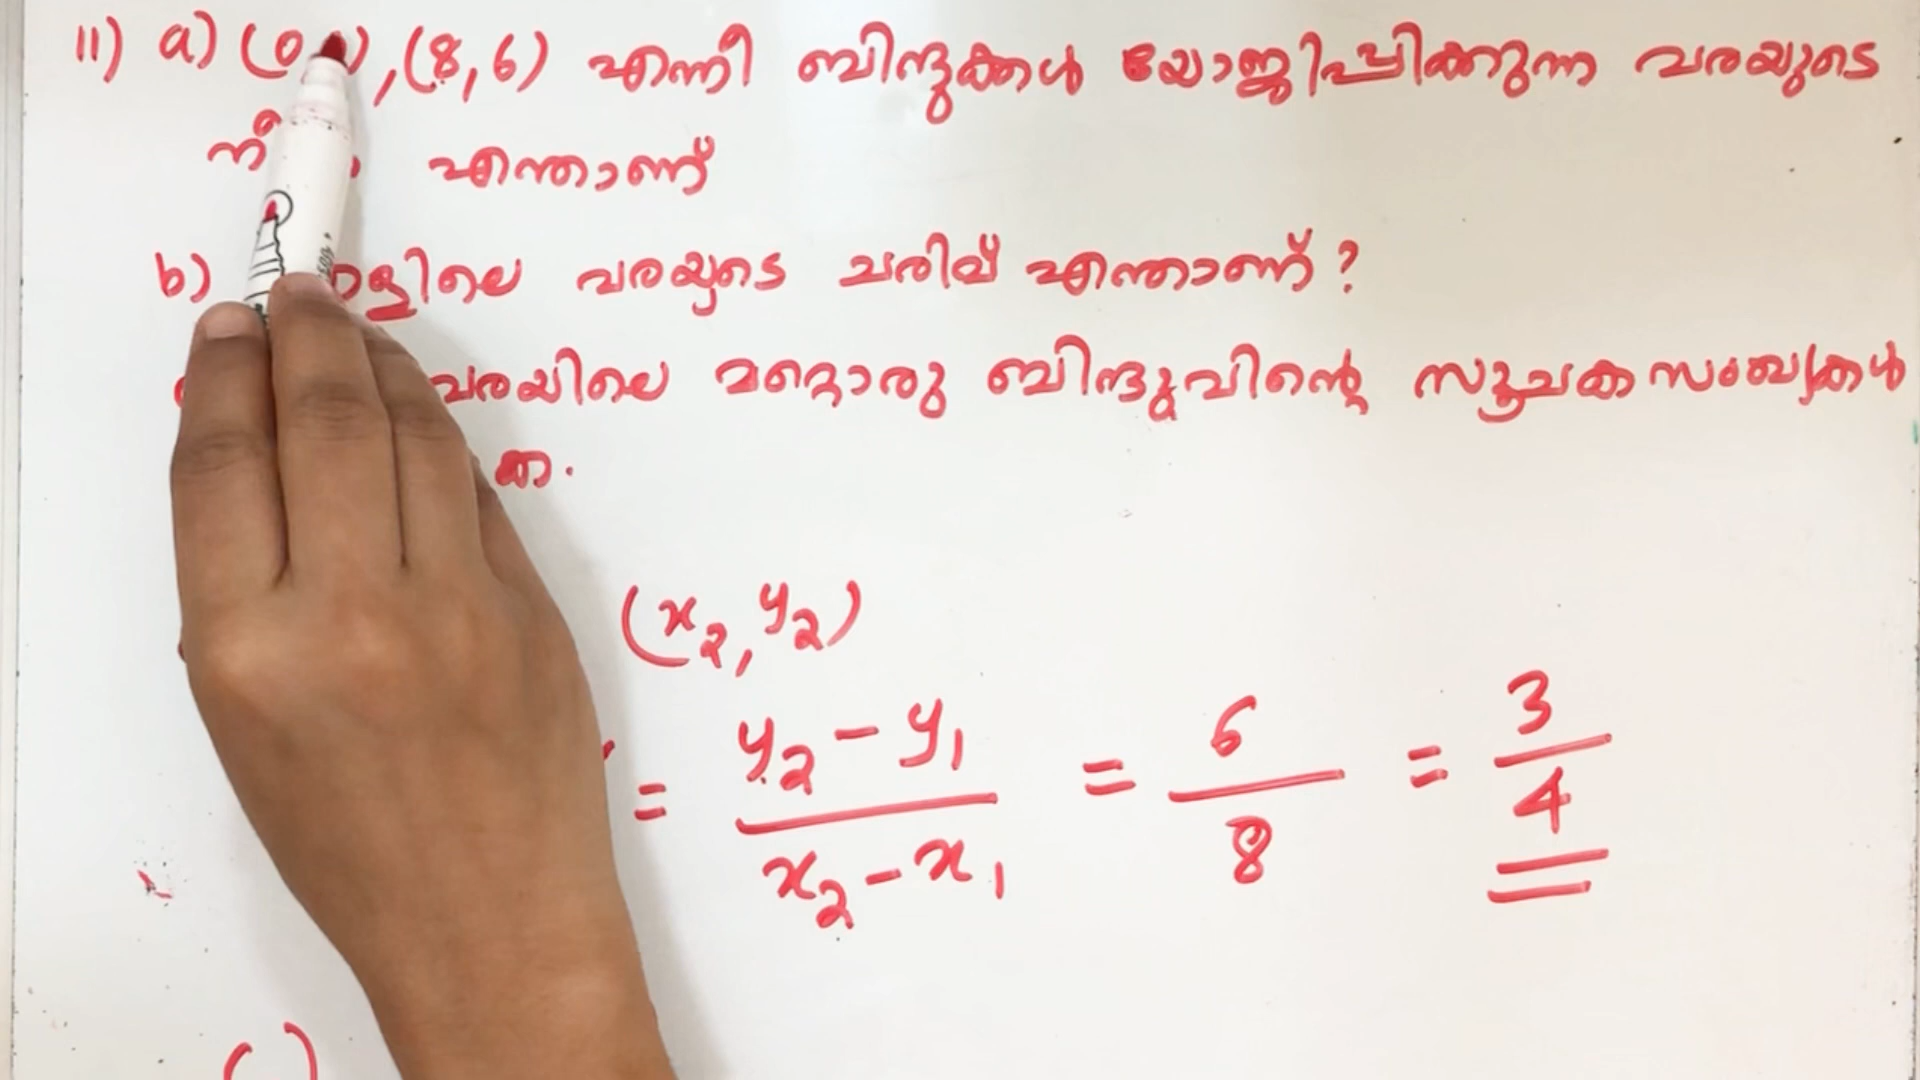 11) a) (0 ), (8, 6) എന്നീ ബിന്ദുക്കൾ യോജിപ്പിക്കുന്ന വരയുടെ
എന്താണ്
b) വരയുടെ ചരിവ് എന്താണ് ?
വരയിലെ മറ്റൊരു ബിന്ദുവിന്റെ സൂചകസംഖ്യകൾ
(x₂, y₂)
= y₂ - y₁ / x₂ - x₁ = 6 / 8 = 3 / 4